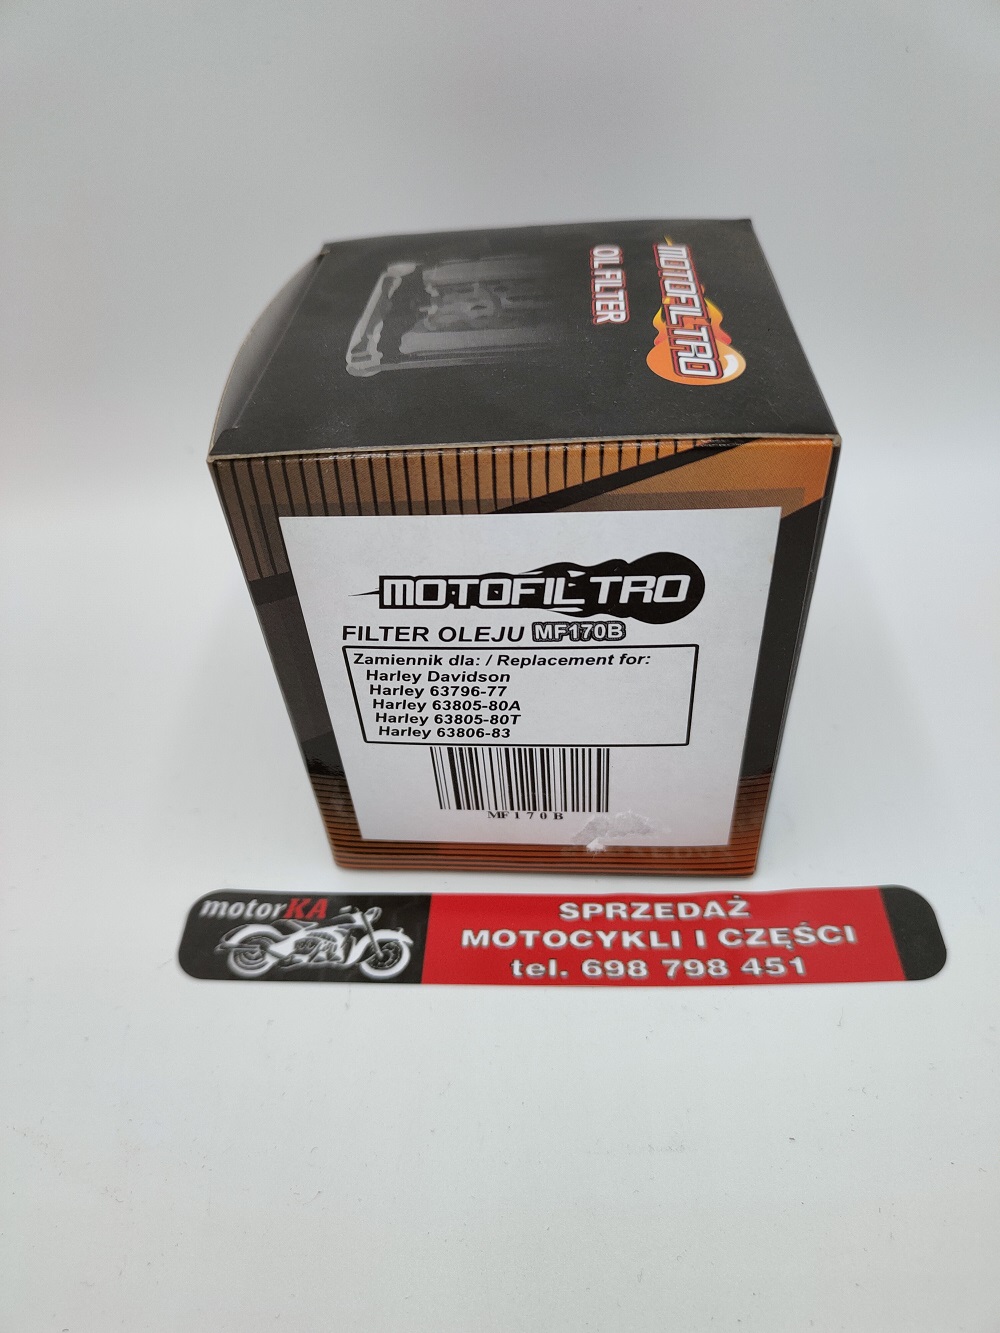 MOTOFILTRO
OIL FILTER
MOTOFILTRO
FILTER OLEJU MF170B
Zamiennik dla: / Replacement for:
Harley Davidson
Harley 63796-77
Harley 63805-80A
Harley 63805-80T
Harley 63806-83
MF170B
motorKA
SPRZEDAŻ
MOTOCYKLI I CZĘŚCI
tel. 698 798 451